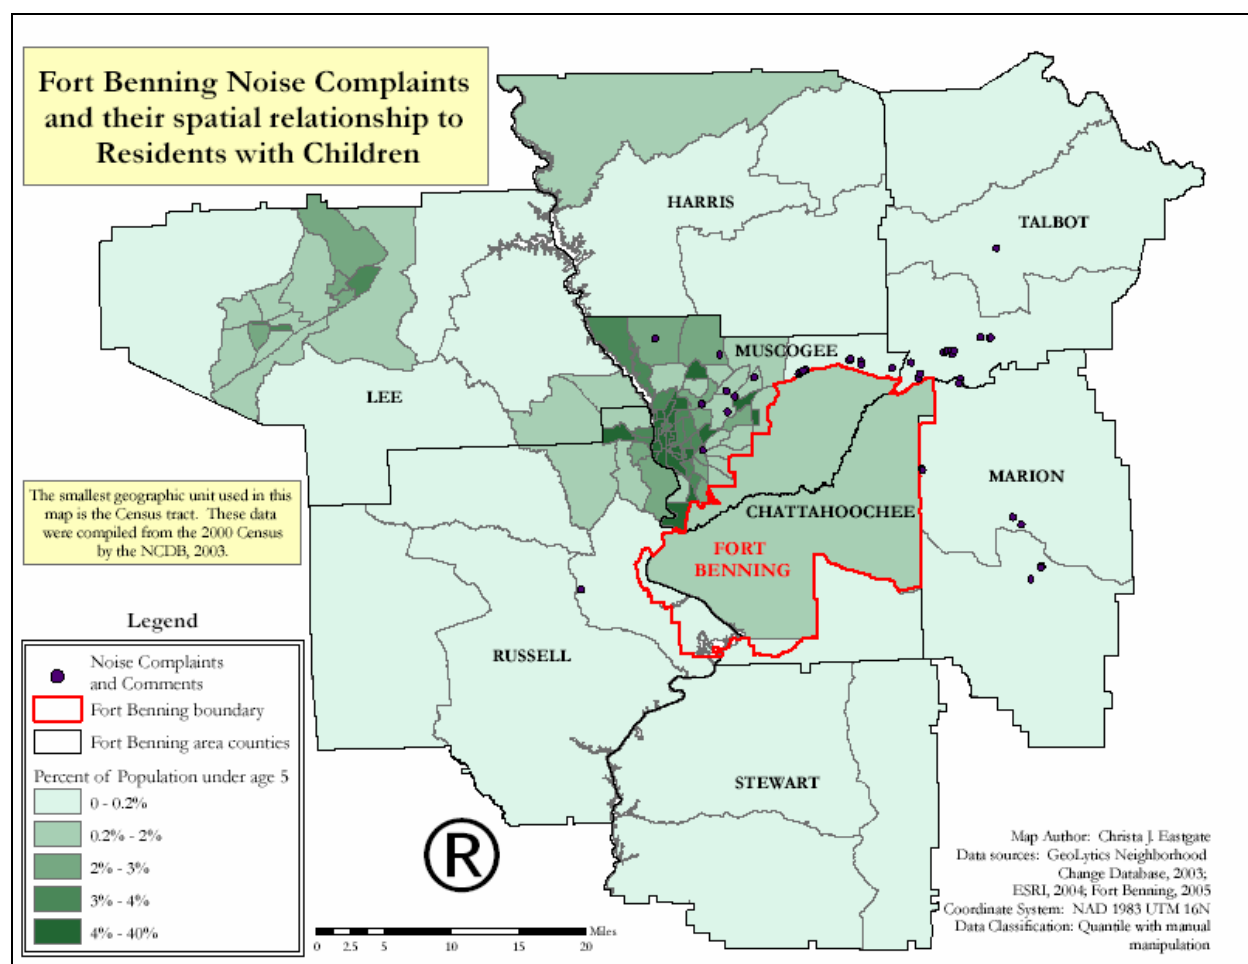 Fort Benning Noise Complaints
and their spatial relationship to
Residents with Children
HARRIS
TALBOT
MUSCOGEE
LEE
MARION
CHATTAHOOCHEE
FORT
BENNING
RUSSELL
STEWART
The smallest geographic unit used in this
map is the Census tract. These data
were compiled from the 2000 Census
by the NCDB, 2003.
Legend
Noise Complaints
and Comments
Fort Benning boundary
Fort Benning area counties
Percent of Population under age 5
0 - 0.2%
0.2% - 2%
2% - 3%
3% - 4%
4% - 40%
®
Miles
0 2.5 5 10 15 20
Map Author: Christa J. Eastgate
Data sources: GeoLytics Neighborhood
Change Database, 2003;
ESRI, 2004; Fort Benning, 2005
Coordinate System: NAD 1983 UTM 16N
Data Classification: Quantile with manual
manipulation